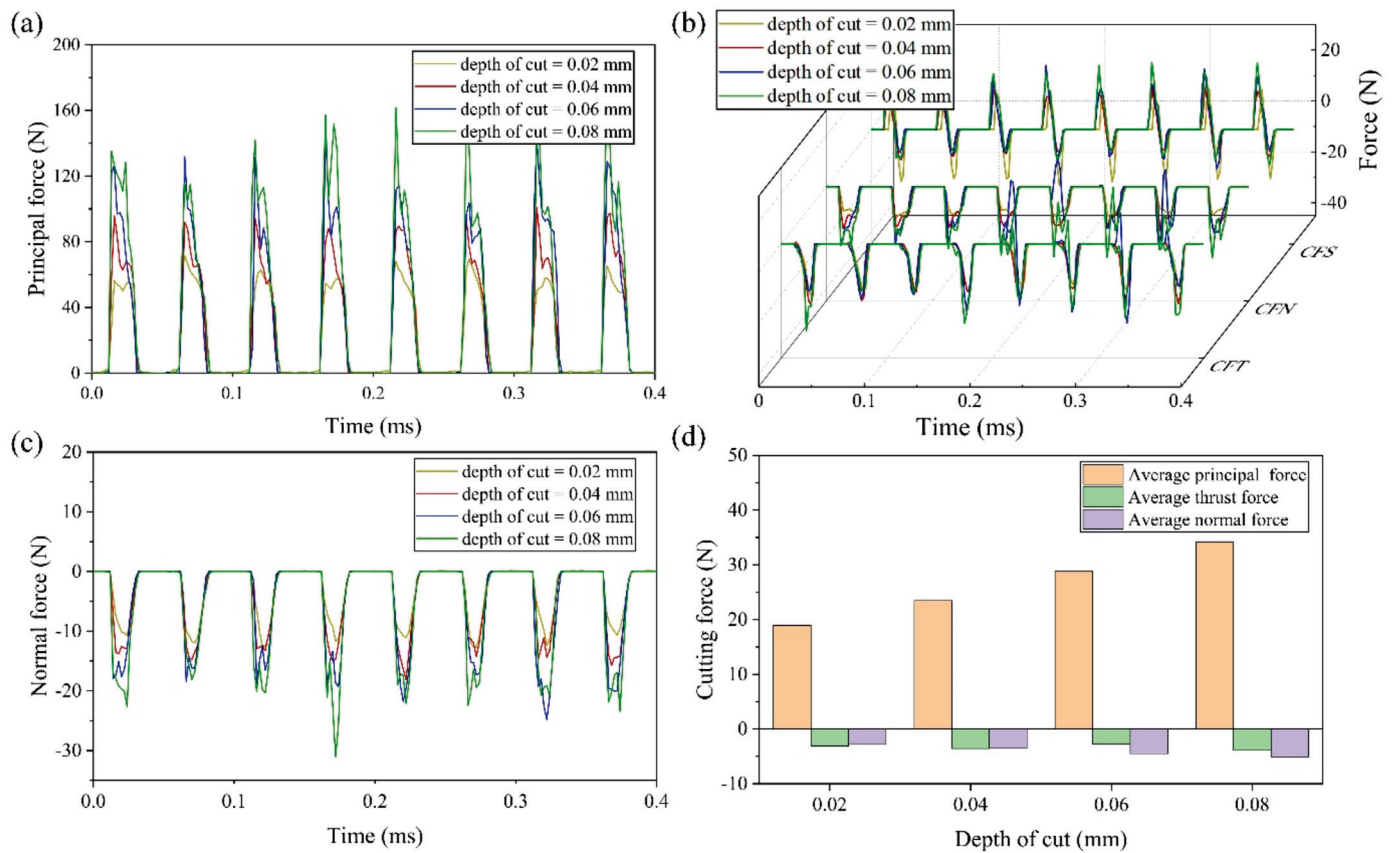 (a)
200
160
120
80
40
0
Principal force (N)
depth of cut = 0.02 mm
depth of cut = 0.04 mm
depth of cut = 0.06 mm
depth of cut = 0.08 mm
0.0 0.1 0.2 0.3 0.4
Time (ms)
(b)
depth of cut = 0.02 mm
depth of cut = 0.04 mm
depth of cut = 0.06 mm
depth of cut = 0.08 mm
20
0
-20
-40
Force (N)
CFS
CFN
CFT
0 0.1 0.2 0.3 0.4
Time (ms)
(c)
20
10
0
-10
-20
-30
Normal force (N)
depth of cut = 0.02 mm
depth of cut = 0.04 mm
depth of cut = 0.06 mm
depth of cut = 0.08 mm
0.0 0.1 0.2 0.3 0.4
Time (ms)
(d)
50
40
30
20
10
0
-10
Cutting force (N)
Average principal force
Average thrust force
Average normal force
0.02 0.04 0.06 0.08
Depth of cut (mm)